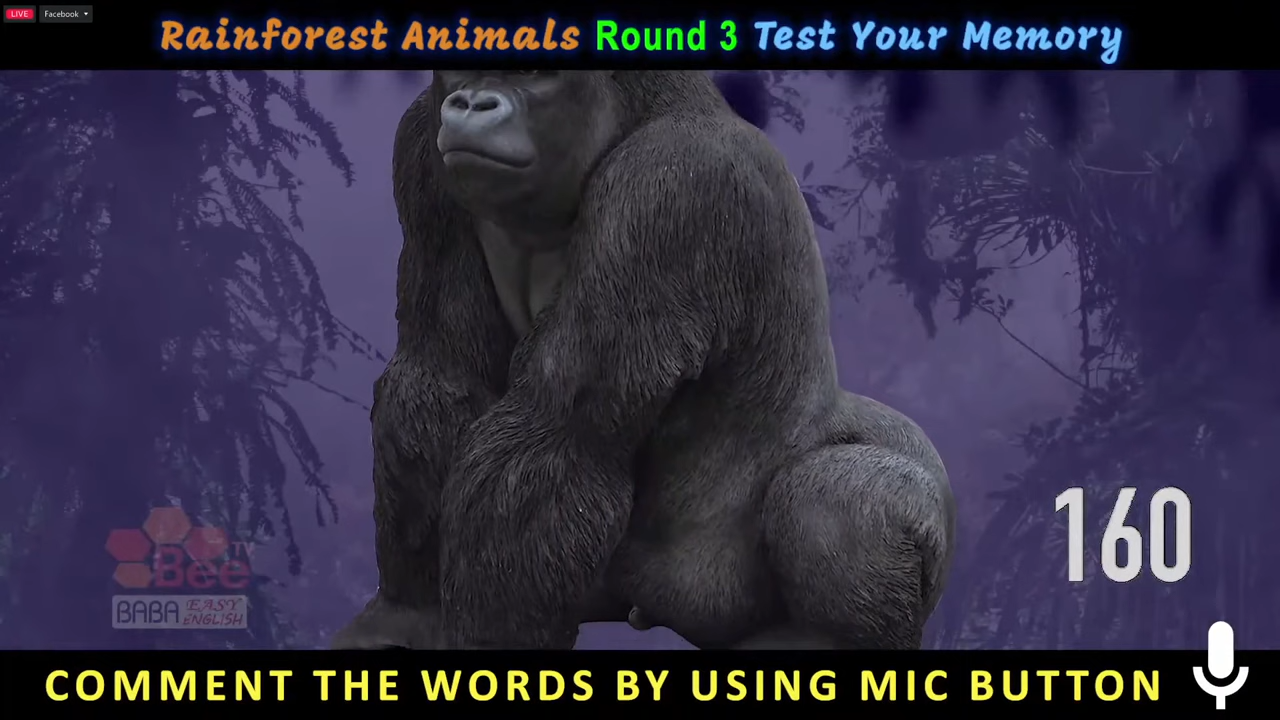 LIVE
Facebook
Rainforest Animals Round 3 Test Your Memory
160
Bee TV
BABA EASY ENGLISH
COMMENT THE WORDS BY USING MIC BUTTON